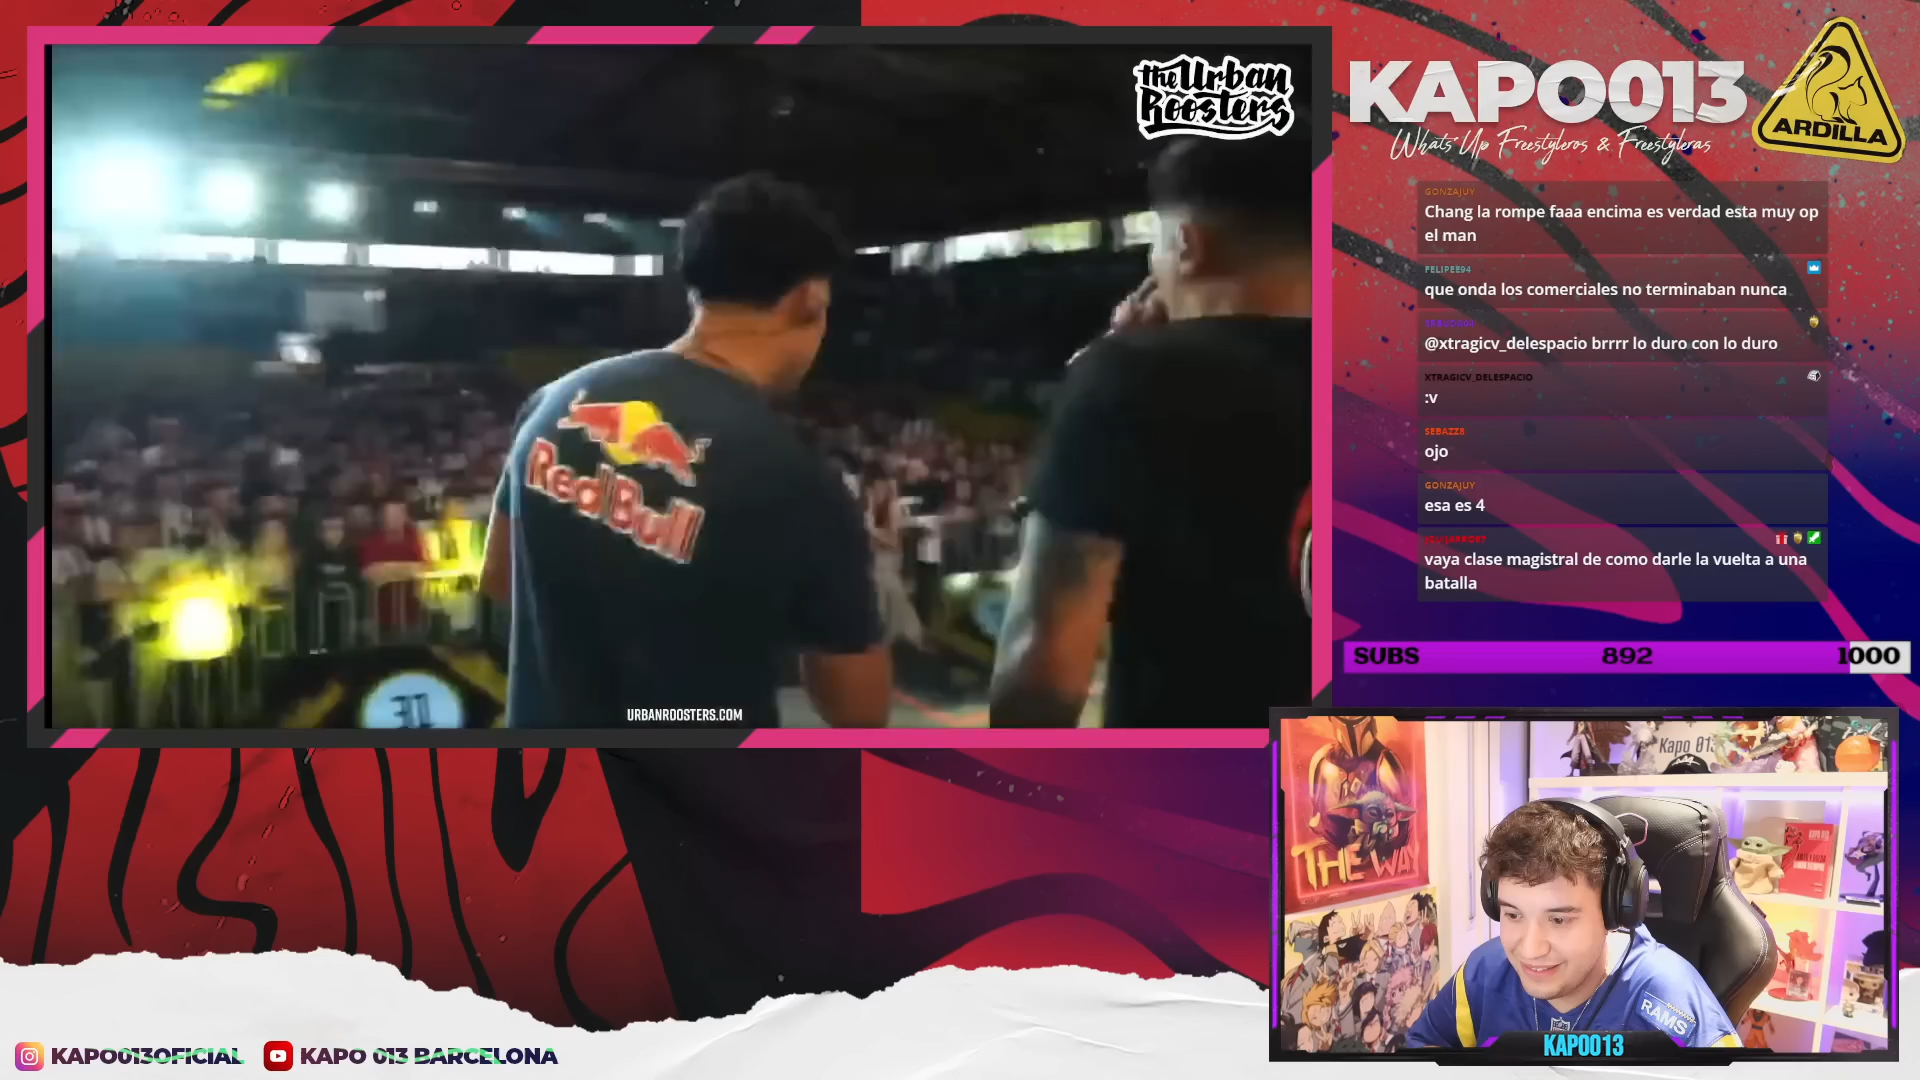 the Urban
Roosters
Red Bull
URBANROOSTERS.COM
KAPO013
What's Up Freestyleros & Freestyleras
ARDILLA
GONZAJUY
Chang la rompe faaa encima es verdad esta muy op
el man
FELIPEE94
que onda los comerciales no terminaban nunca
@xtragicv_delespacio brrrr lo duro con lo duro
XTRAGICV_DELESPACIO
:v
SEBAZZ8
ojo
GONZAJUY
esa es 4
vaya clase magistral de como darle la vuelta a una
batalla
SUBS 892 1000
Kapo 013
THE WAY
RAMS
KAPO013
KAPO013OFICIAL
KAPO 013 BARCELONA